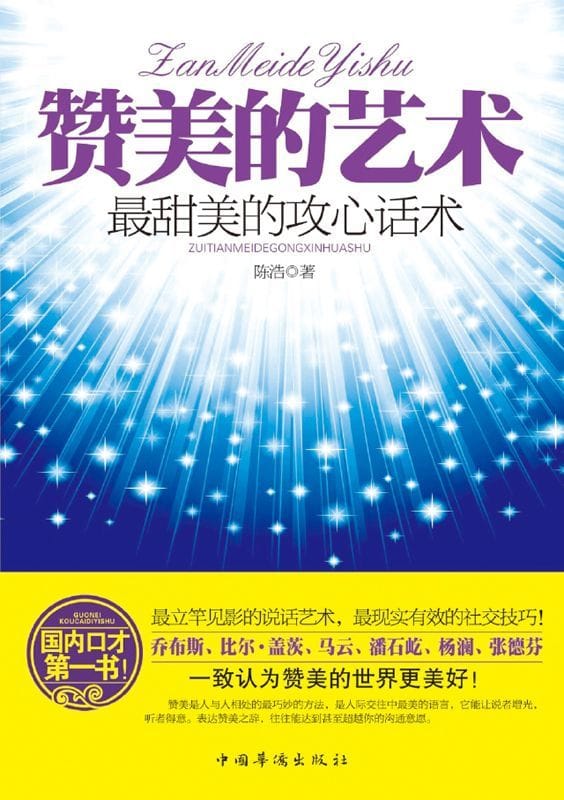 ZanMeideYishu
赞美的艺术
最甜美的攻心话术
ZUITIANMEIDEGONGXINHUASHU
陈浩◎著
GUONEI
KOUCAIDIYISHU
国内口才
第一书!
最立竿见影的说话艺术，最现实有效的社交技巧！
乔布斯、比尔·盖茨、马云、潘石屹、杨澜、张德芬
一致认为赞美的世界更美好！
赞美是人与人相处的最巧妙的方法，是人际交往中最美的语言，它能让说者增光，
听者得意。表达赞美之辞，往往能达到甚至超越你的沟通意愿。
中国华侨出版社